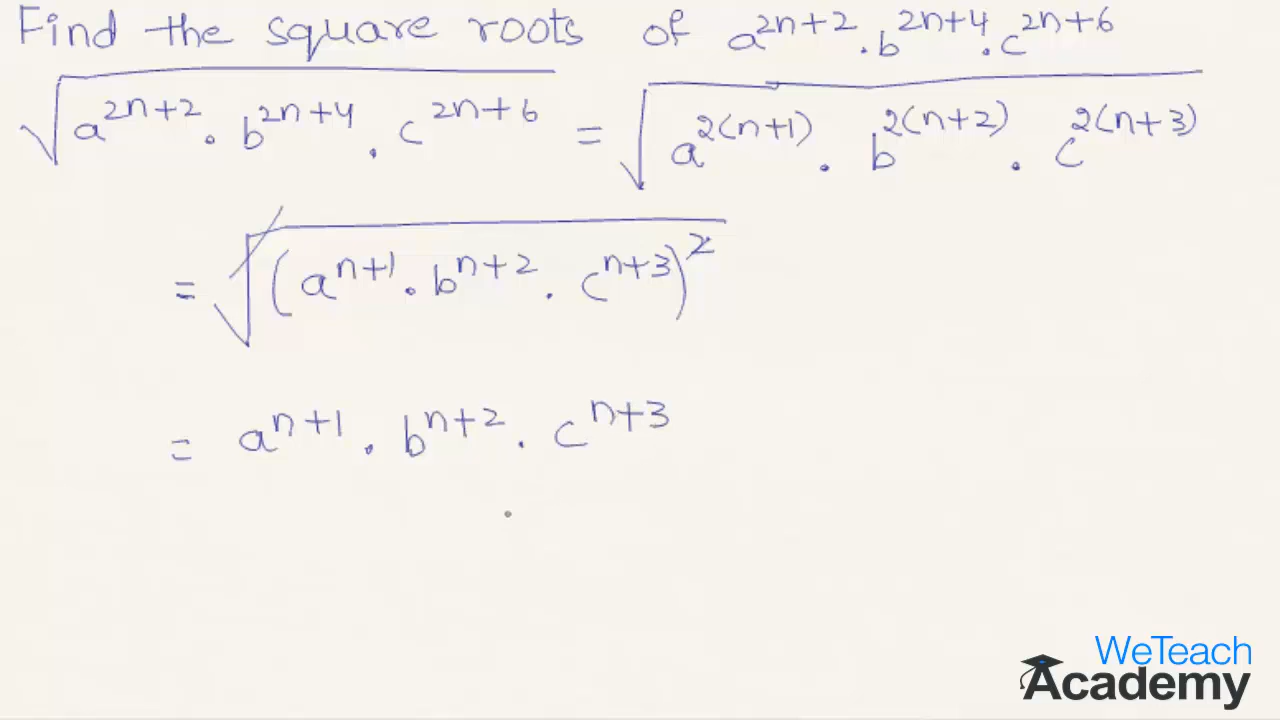 Find the square roots of a^{2n+2} . b^{2n+4} . c^{2n+6}
√(a^{2n+2} . b^{2n+4} . c^{2n+6}) = √(a^{2(n+1)} . b^{2(n+2)} . c^{2(n+3)})
= √((a^{n+1} . b^{n+2} . c^{n+3})^2)
= a^{n+1} . b^{n+2} . c^{n+3}
WeTeach
Academy